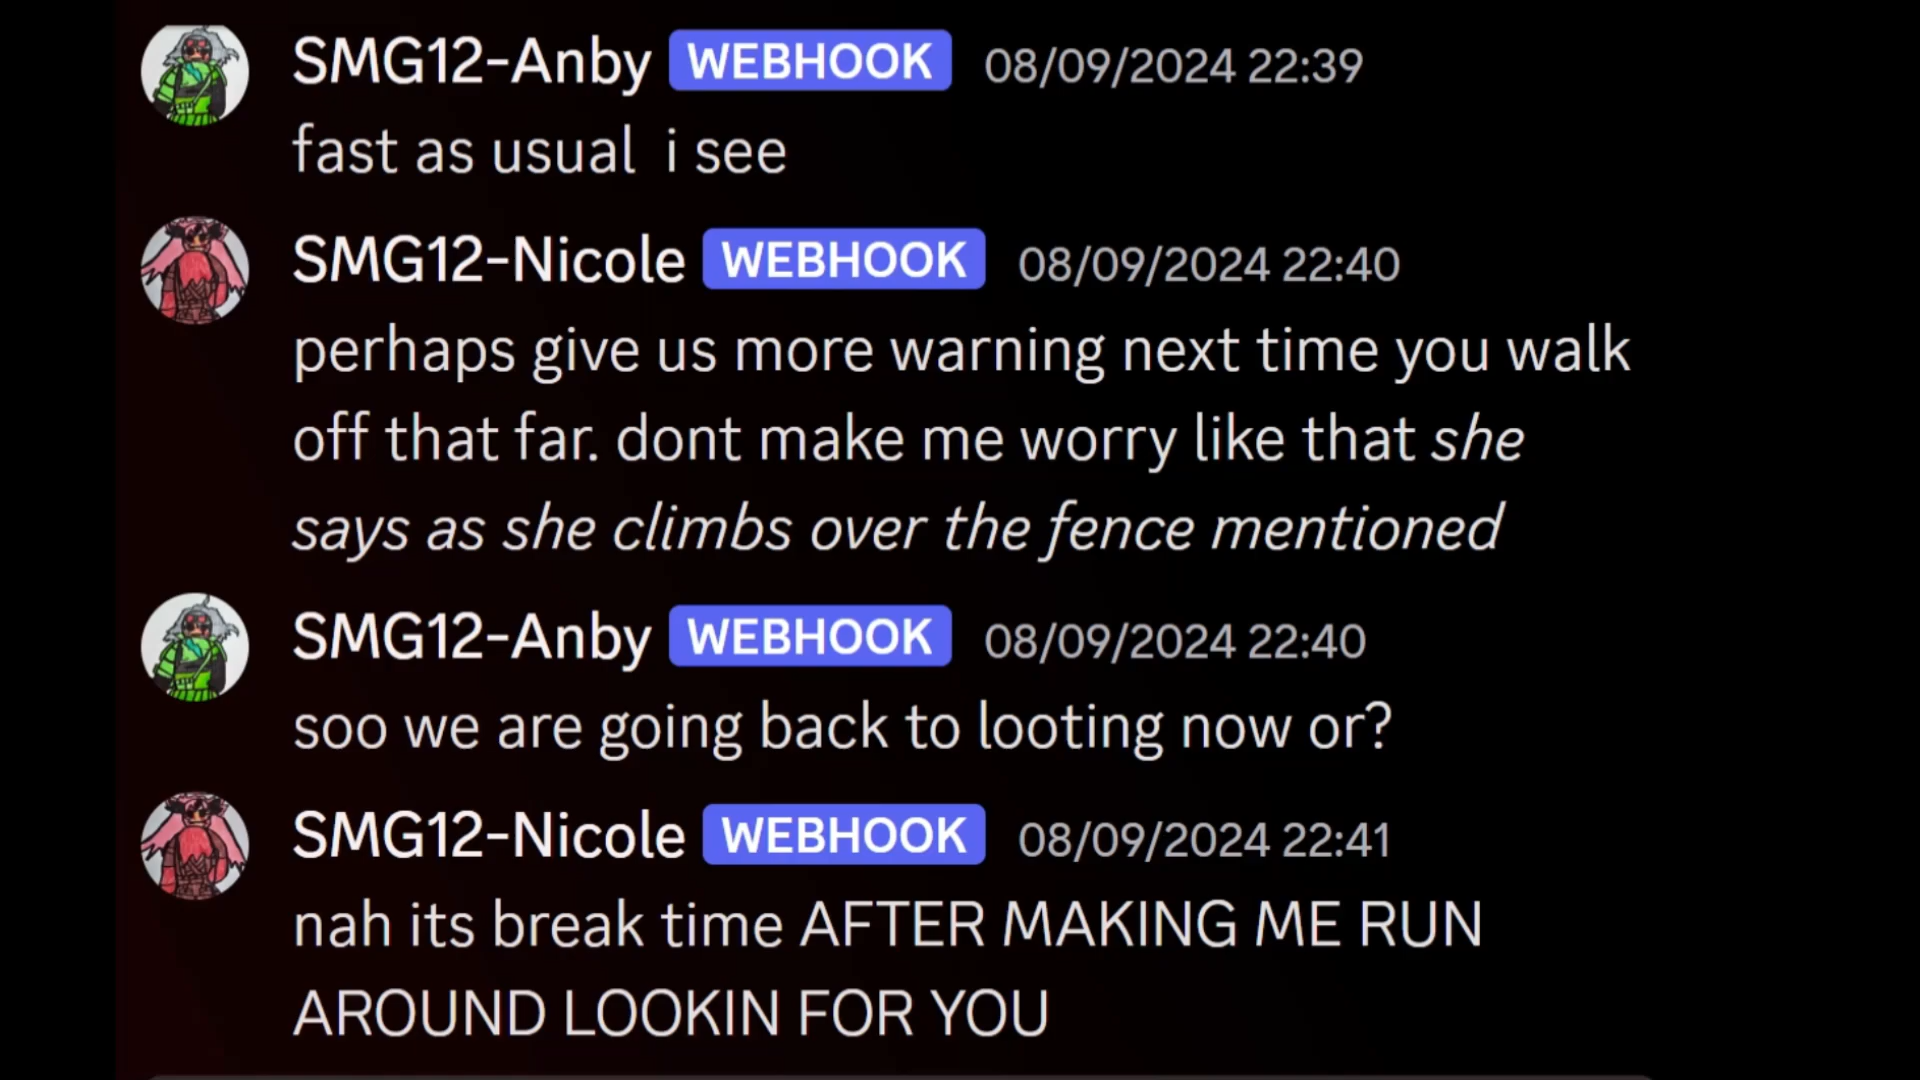 SMG12-Anby WEBHOOK 08/09/2024 22:39
fast as usual  i see
SMG12-Nicole WEBHOOK 08/09/2024 22:40
perhaps give us more warning next time you walk
off that far. dont make me worry like that she
says as she climbs over the fence mentioned
SMG12-Anby WEBHOOK 08/09/2024 22:40
soo we are going back to looting now or?
SMG12-Nicole WEBHOOK 08/09/2024 22:41
nah its break time AFTER MAKING ME RUN
AROUND LOOKIN FOR YOU